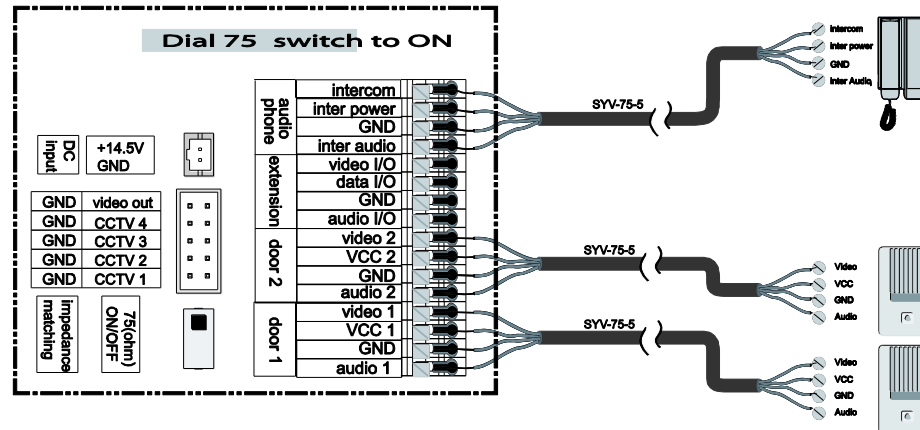 Dial 75 switch to ON
DC input
+14.5V
GND
GND video out
GND CCTV 4
GND CCTV 3
GND CCTV 2
GND CCTV 1
impedance matching
75(ohm)
ON/OFF
audio phone
intercom
inter power
GND
inter audio
extension
video I/O
data I/O
GND
audio I/O
door 2
video 2
VCC 2
GND
audio 2
door 1
video 1
VCC 1
GND
audio 1
SYV-75-5
Intercom
Inter power
GND
Inter Audio
SYV-75-5
Video
VCC
GND
Audio
SYV-75-5
Video
VCC
GND
Audio